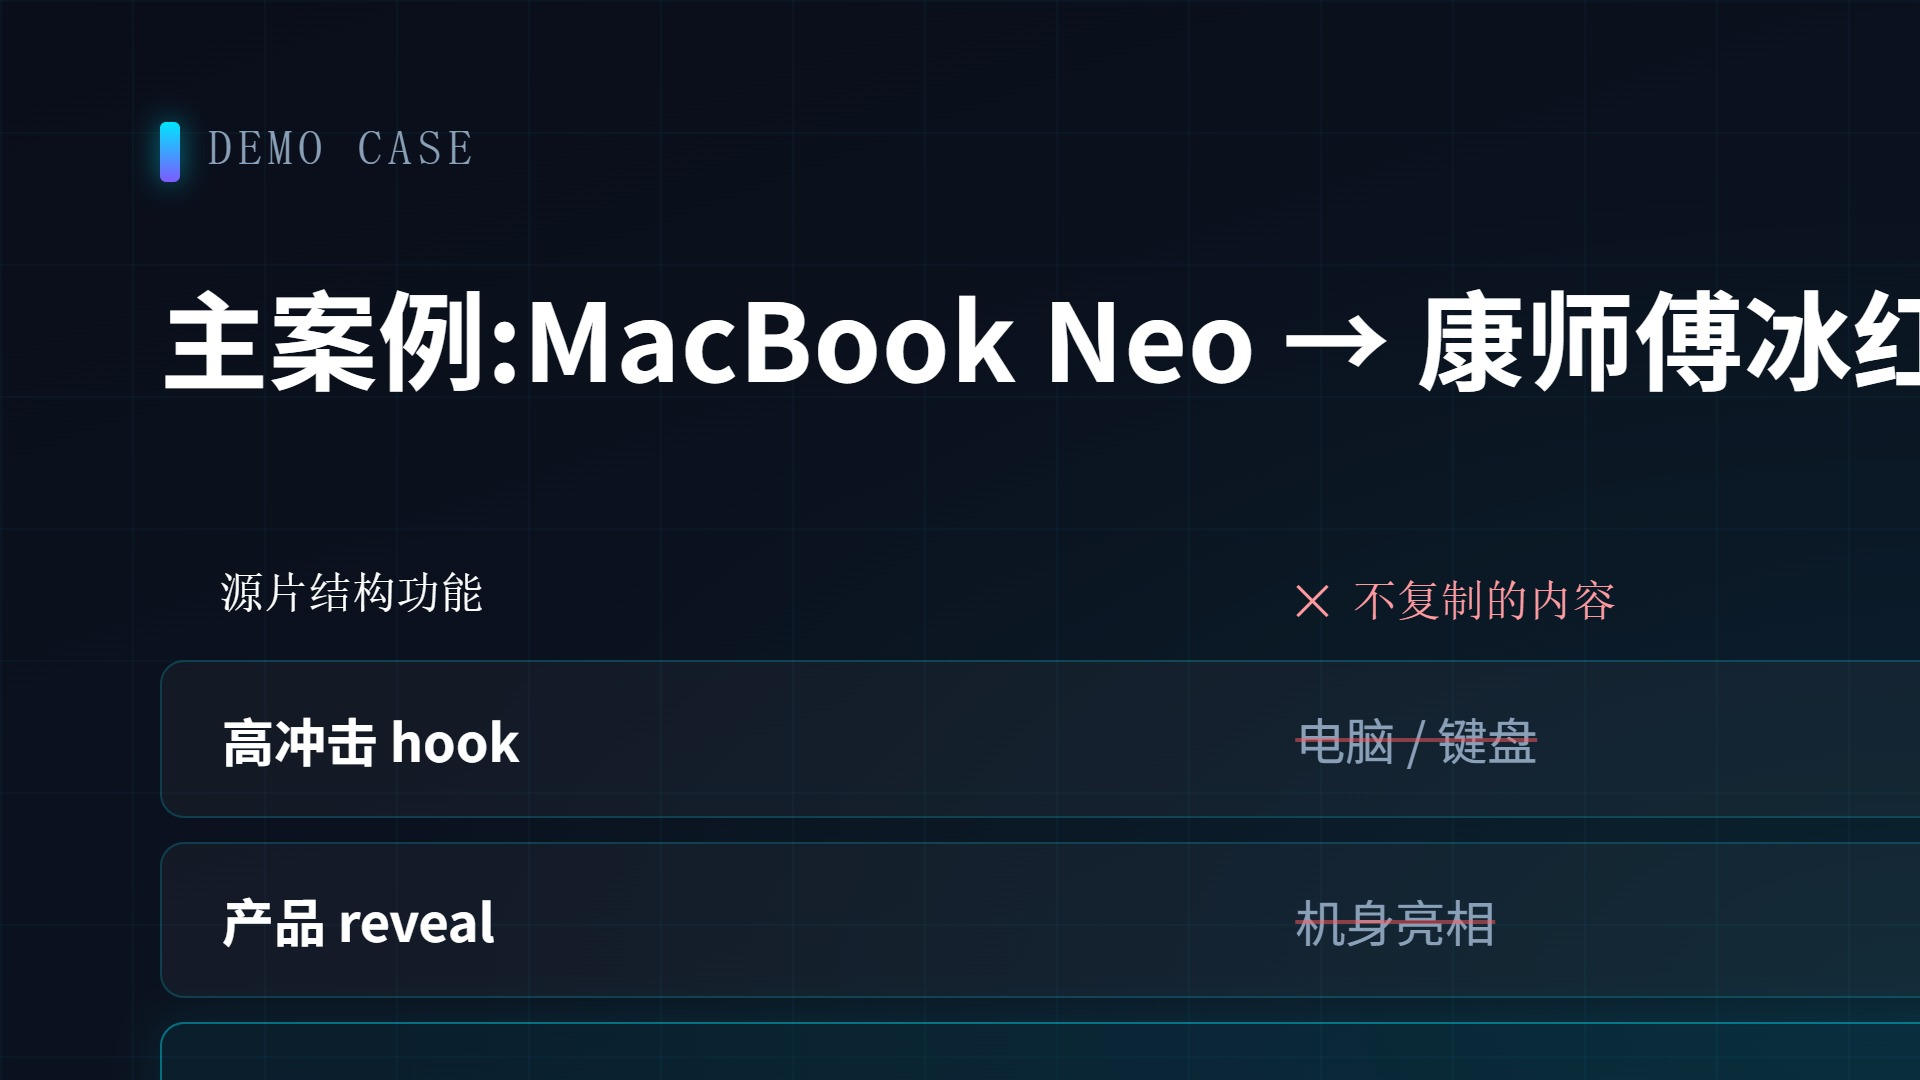 DEMO CASE
主案例:MacBook Neo → 康师傅冰红
源片结构功能
× 不复制的内容
高冲击 hook
电脑 / 键盘
产品 reveal
机身亮相